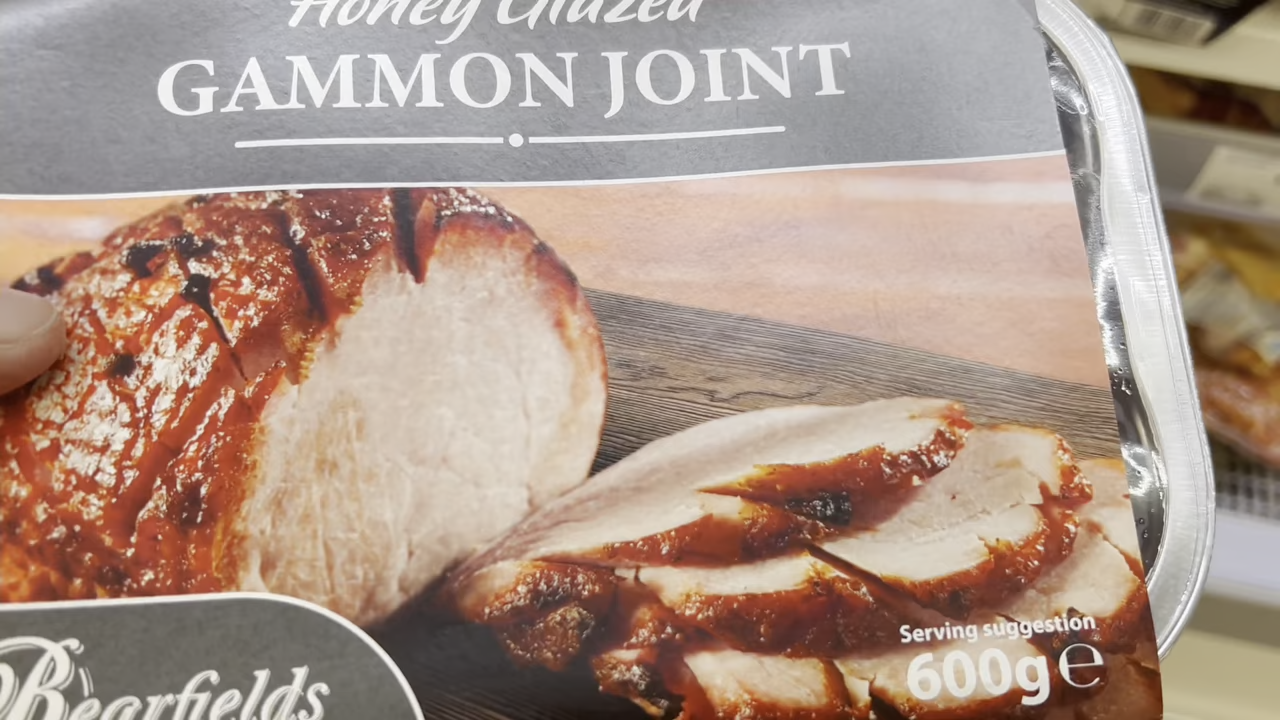 Honey Glazed
GAMMON JOINT
Serving suggestion
600g ℮
Bearfields